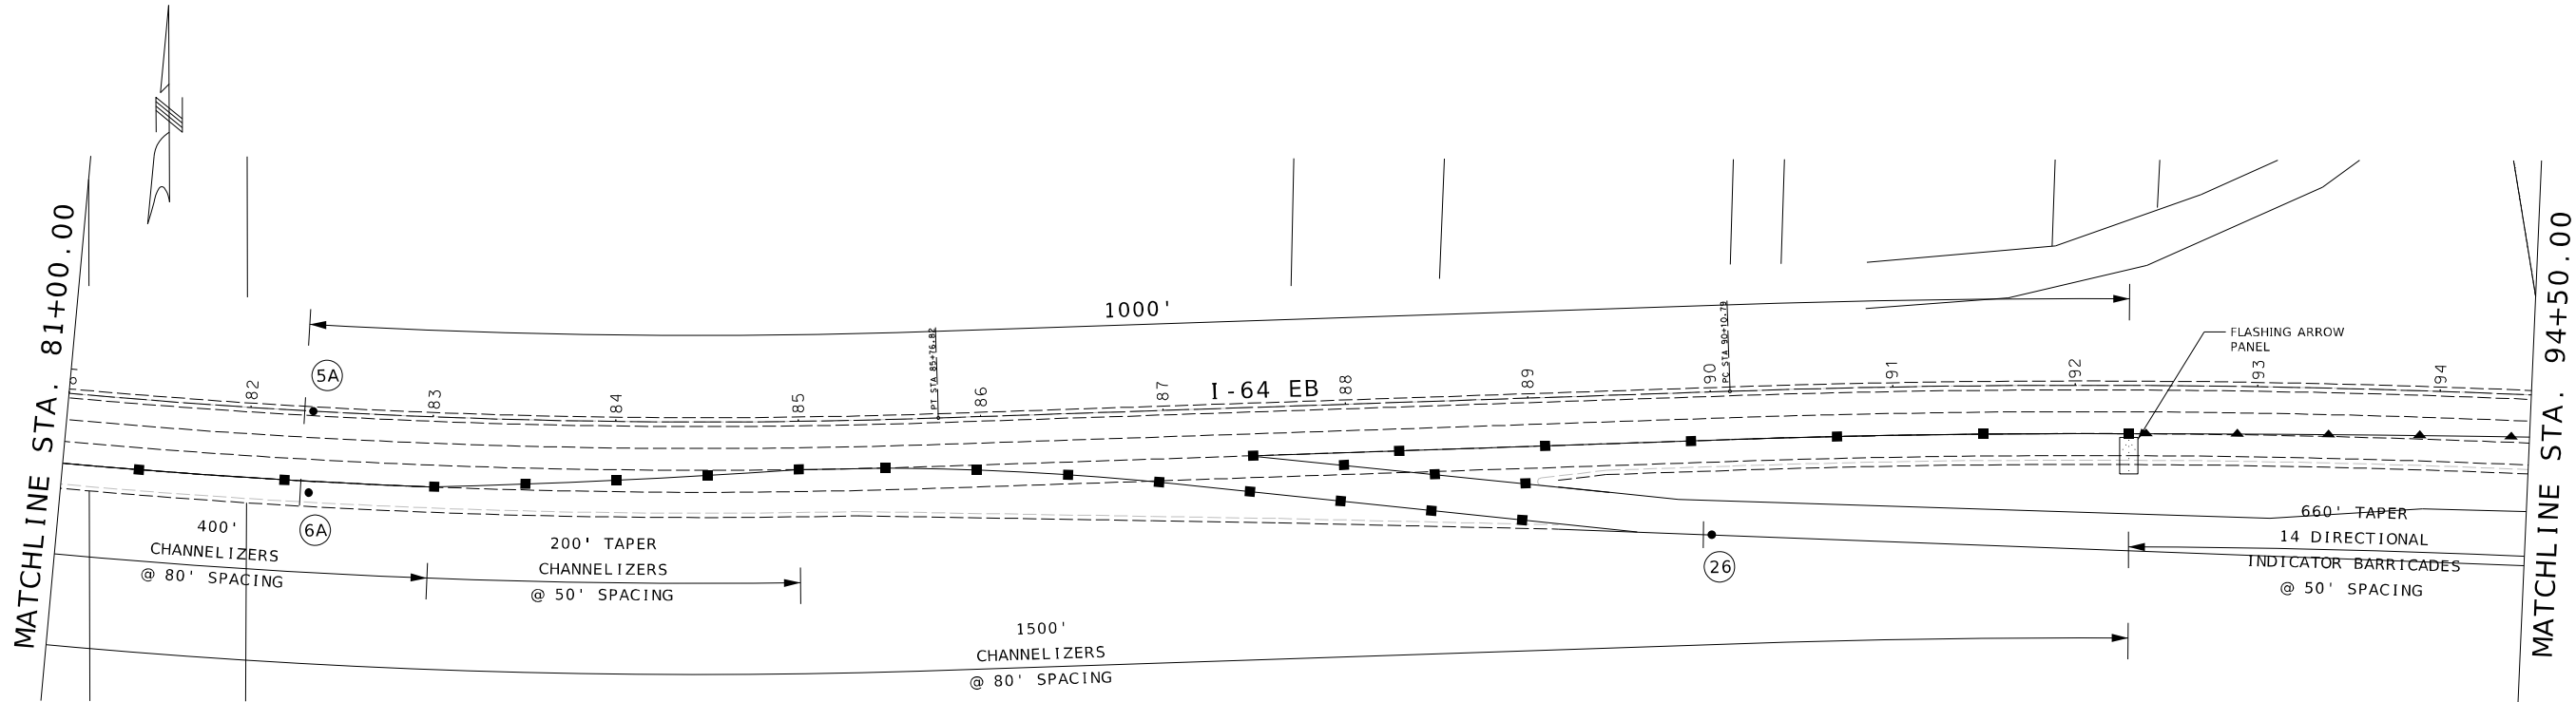 MATCHLINE STA. 81+00.00
1000'
FLASHING ARROW
PANEL
5A
82
83
84
85
PT STA 85+76.82
86
87
I-64 EB
88
89
90
PC STA 90+10.79
91
92
93
94
400'
CHANNELIZERS
@ 80' SPACING
6A
200' TAPER
CHANNELIZERS
@ 50' SPACING
26
660' TAPER
14 DIRECTIONAL
INDICATOR BARRICADES
@ 50' SPACING
1500'
CHANNELIZERS
@ 80' SPACING
MATCHLINE STA. 94+50.00